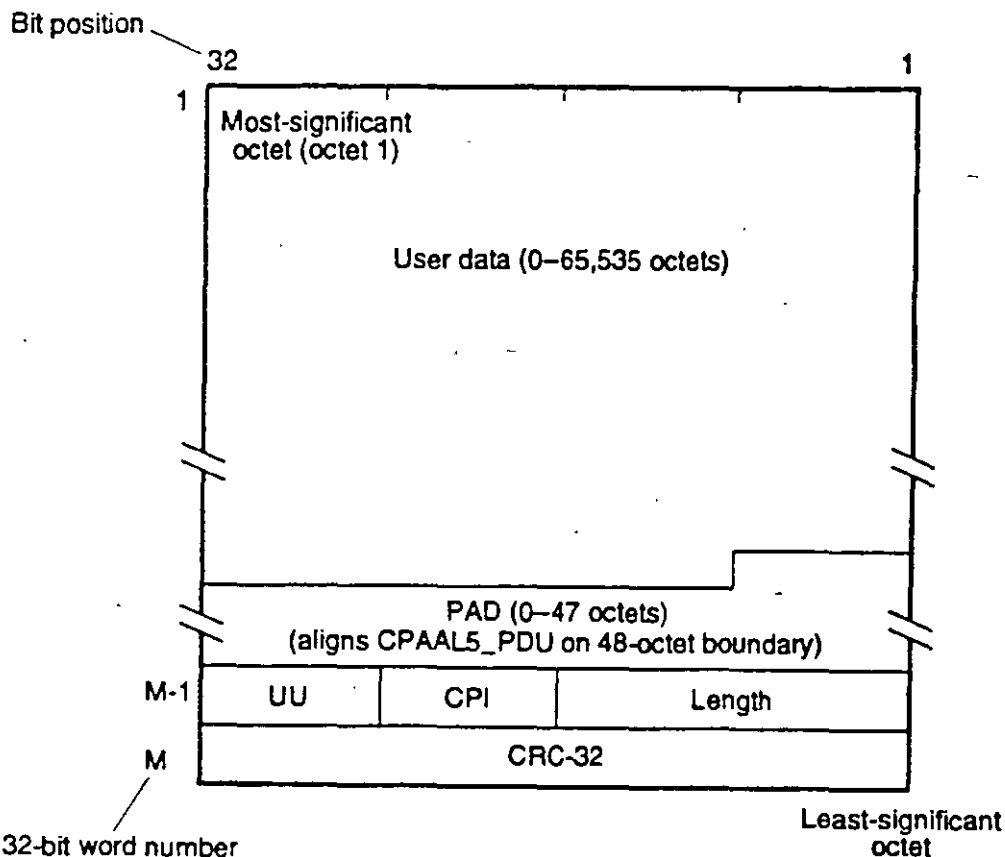 Bit position
32
1
1
Most-significant
octet (octet 1)
User data (0–65,535 octets)
PAD (0–47 octets)
(aligns CPAAL5_PDU on 48-octet boundary)
M-1
UU
CPI
Length
M
CRC-32
32-bit word number
Least-significant
octet